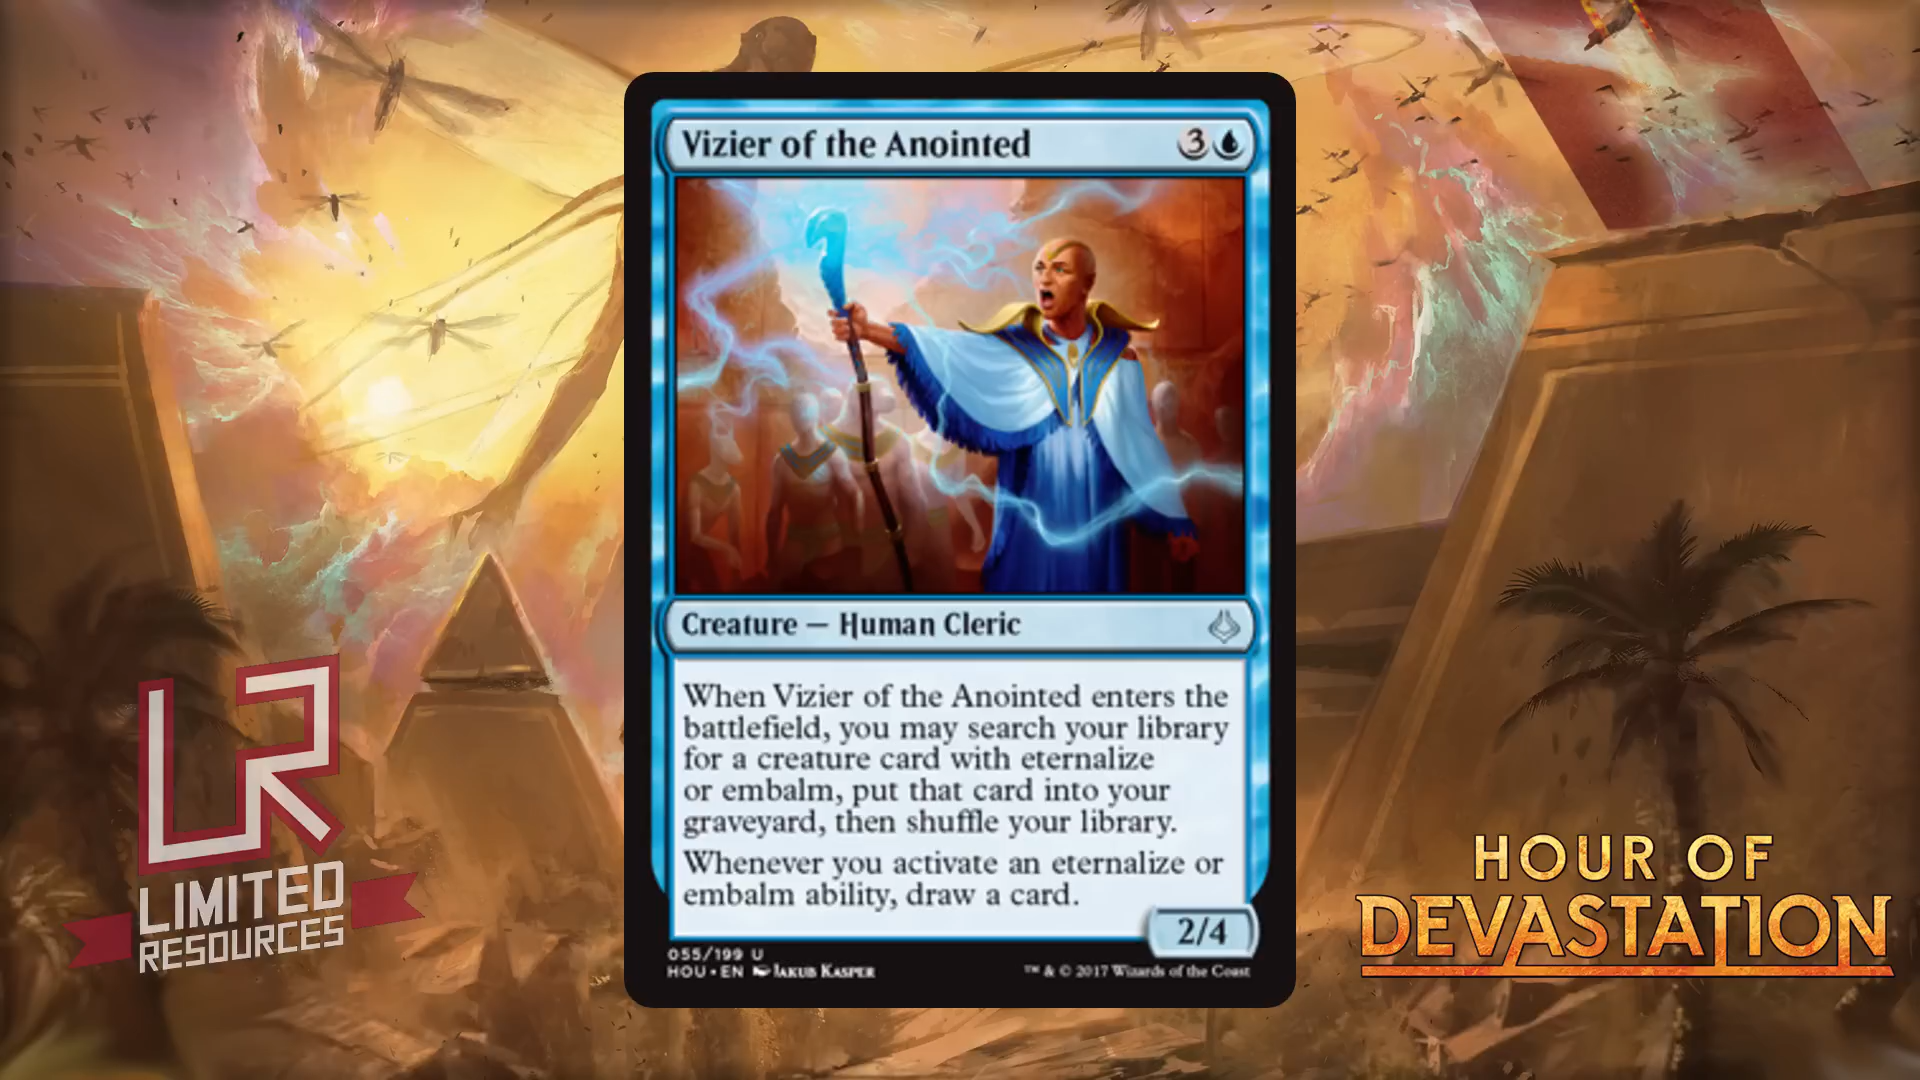 Vizier of the Anointed 3
Creature — Human Cleric
When Vizier of the Anointed enters the
battlefield, you may search your library
for a creature card with eternalize
or embalm, put that card into your
graveyard, then shuffle your library.
Whenever you activate an eternalize or
embalm ability, draw a card.
2/4
055/199 U
HOU • EN Jakub Kasper
™ & © 2017 Wizards of the Coast
LR
LIMITED
RESOURCES
HOUR OF
DEVASTATION